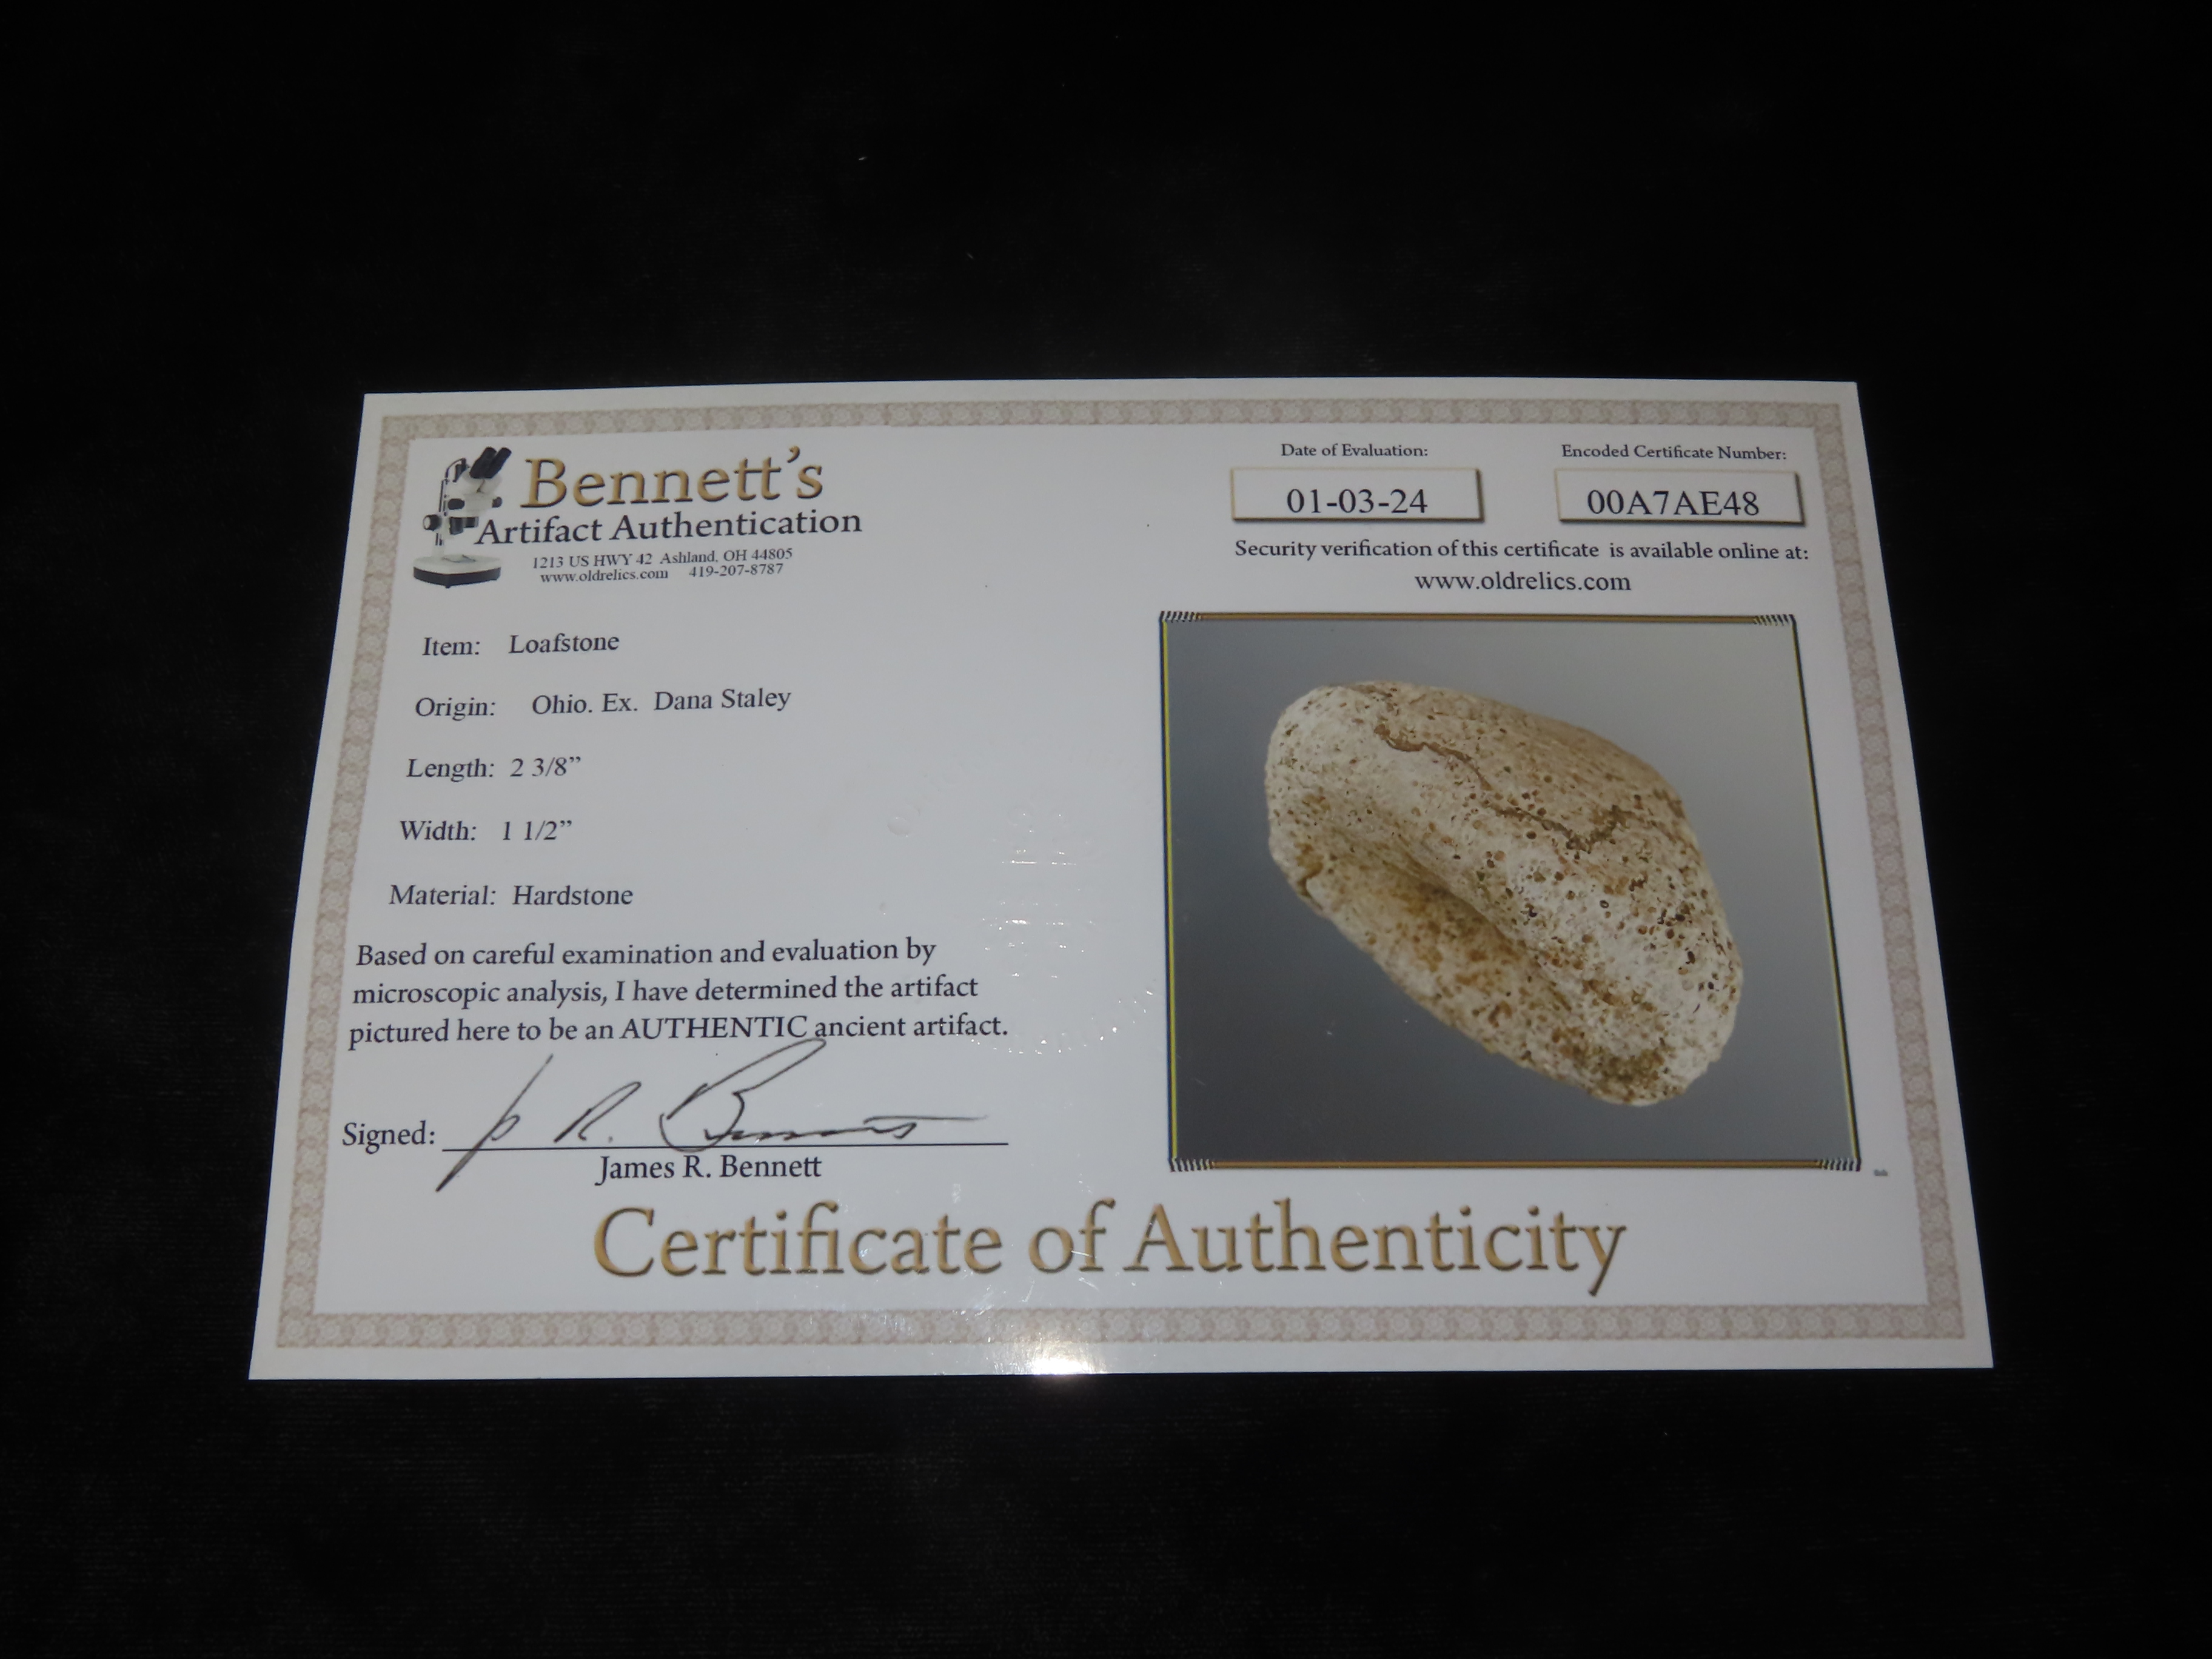 Bennett's
Artifact Authentication
1213 US HWY 42 Ashland, OH 44805
www.oldrelics.com 419-207-8787
Date of Evaluation:
01-03-24
Encoded Certificate Number:
00A7AE48
Security verification of this certificate is available online at:
www.oldrelics.com
Item: Loafstone
Origin: Ohio. Ex. Dana Staley
Length: 2 3/8”
Width: 1 1/2”
Material: Hardstone
Based on careful examination and evaluation by
microscopic analysis, I have determined the artifact
pictured here to be an AUTHENTIC ancient artifact.
Signed:
James R. Bennett
Certificate of Authenticity